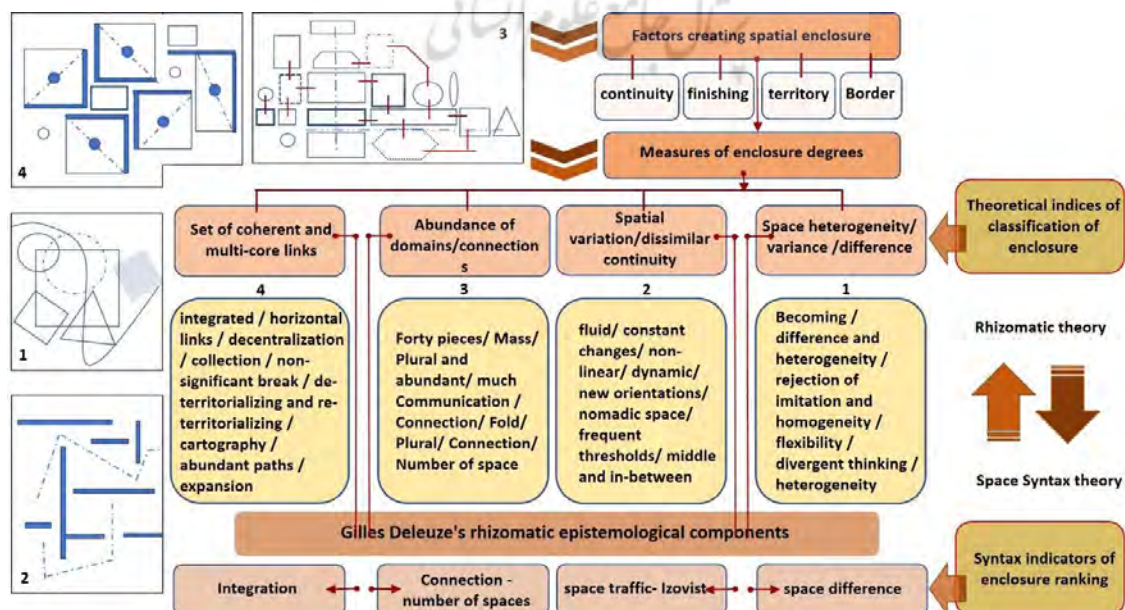 3
Factors creating spatial enclosure
continuity
finishing
territory
Border
4
Measures of enclosure degrees
Set of coherent and
multi-core links
Abundance of
domains/connection
s
Spatial
variation/dissimilar
continuity
Space heterogeneity/
variance /difference
Theoretical indices of
classification of
enclosure
4
3
2
1
integrated / horizontal
links / decentralization
/ collection / non-
significant break / de-
territorializing and re-
territorializing /
cartography /
abundant paths /
expansion
Forty pieces/ Mass/
Plural and
abundant/ much
Communication /
Connection/ Fold/
Plural/ Connection/
Number of space
fluid/ constant
changes/ non-
linear/ dynamic/
new orientations/
nomadic space/
frequent
thresholds/ middle
and in-between
Becoming /
difference and
heterogeneity /
rejection of
imitation and
homogeneity /
flexibility /
divergent thinking /
heterogeneity
Rhizomatic theory
Space Syntax theory
1
2
Gilles Deleuze's rhizomatic epistemological components
Integration
Connection -
number of spaces
space traffic- Izovist
space difference
Syntax indicators of
enclosure ranking